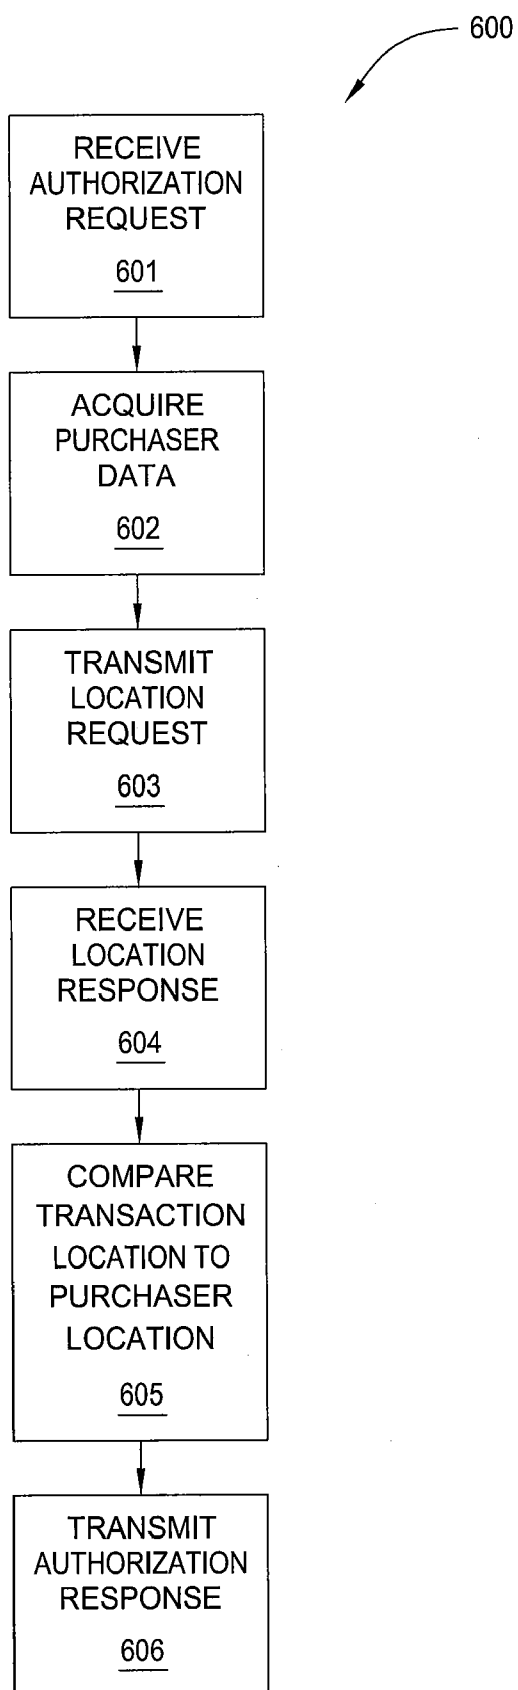 600
RECEIVE
AUTHORIZATION
REQUEST
601
ACQUIRE
PURCHASER
DATA
602
TRANSMIT
LOCATION
REQUEST
603
RECEIVE
LOCATION
RESPONSE
604
COMPARE
TRANSACTION
LOCATION TO
PURCHASER
LOCATION
605
TRANSMIT
AUTHORIZATION
RESPONSE
606